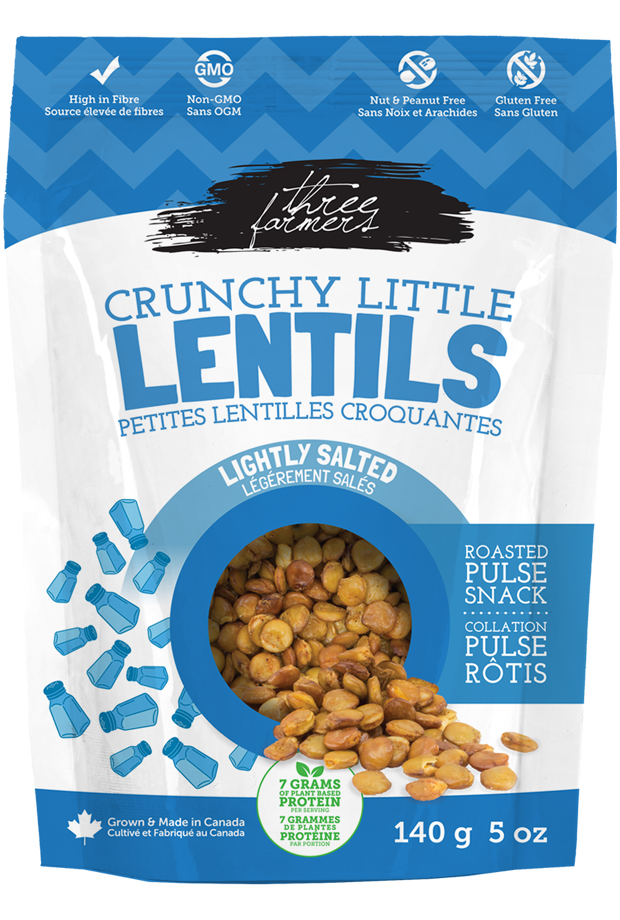 High in Fibre
Source élevée de fibres
GMO
Non-GMO
Sans OGM
Nut & Peanut Free
Sans Noix et Arachides
Gluten Free
Sans Gluten
three
farmers
CRUNCHY LITTLE
LENTILS
PETITES LENTILLES CROQUANTES
LIGHTLY SALTED
LÉGÉREMENT SALÉS
ROASTED
PULSE
SNACK
COLLATION
PULSE
RÔTIS
7 GRAMS
OF PLANT BASED
PROTEIN
PER SERVING
7 GRAMMES
DE PLANTES
PROTÉINE
PAR PORTION
Grown & Made in Canada
Cultivé et Fabriqué au Canada
140 g 5 oz